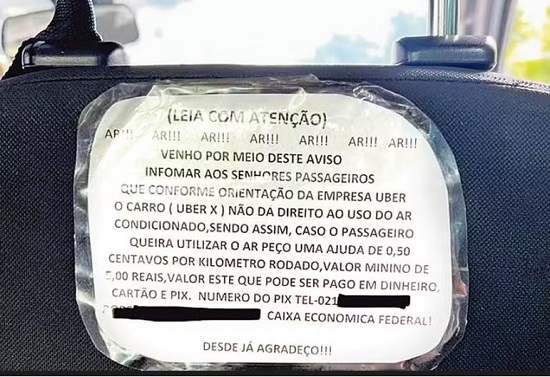 (LEIA COM ATENÇÃO)
AR!!! AR!!! AR!!! AR!!! AR!!! AR!!! AR!!!
VENHO POR MEIO DESTE AVISO
INFOMAR AOS SENHORES PASSAGEIROS
QUE CONFORME ORIENTAÇÃO DA EMPRESA UBER
O CARRO ( UBER X ) NÃO DA DIREITO AO USO DO AR
CONDICIONADO,SENDO ASSIM, CASO O PASSAGEIRO
QUEIRA UTILIZAR O AR PEÇO UMA AJUDA DE 0,50
CENTAVOS POR KILOMETRO RODADO,VALOR MININO DE
5,00 REAIS,VALOR ESTE QUE PODE SER PAGO EM DINHEIRO,
CARTÃO E PIX. NUMERO DO PIX TEL-021
CAIXA ECONOMICA FEDERAL!
DESDE JÁ AGRADEÇO!!!